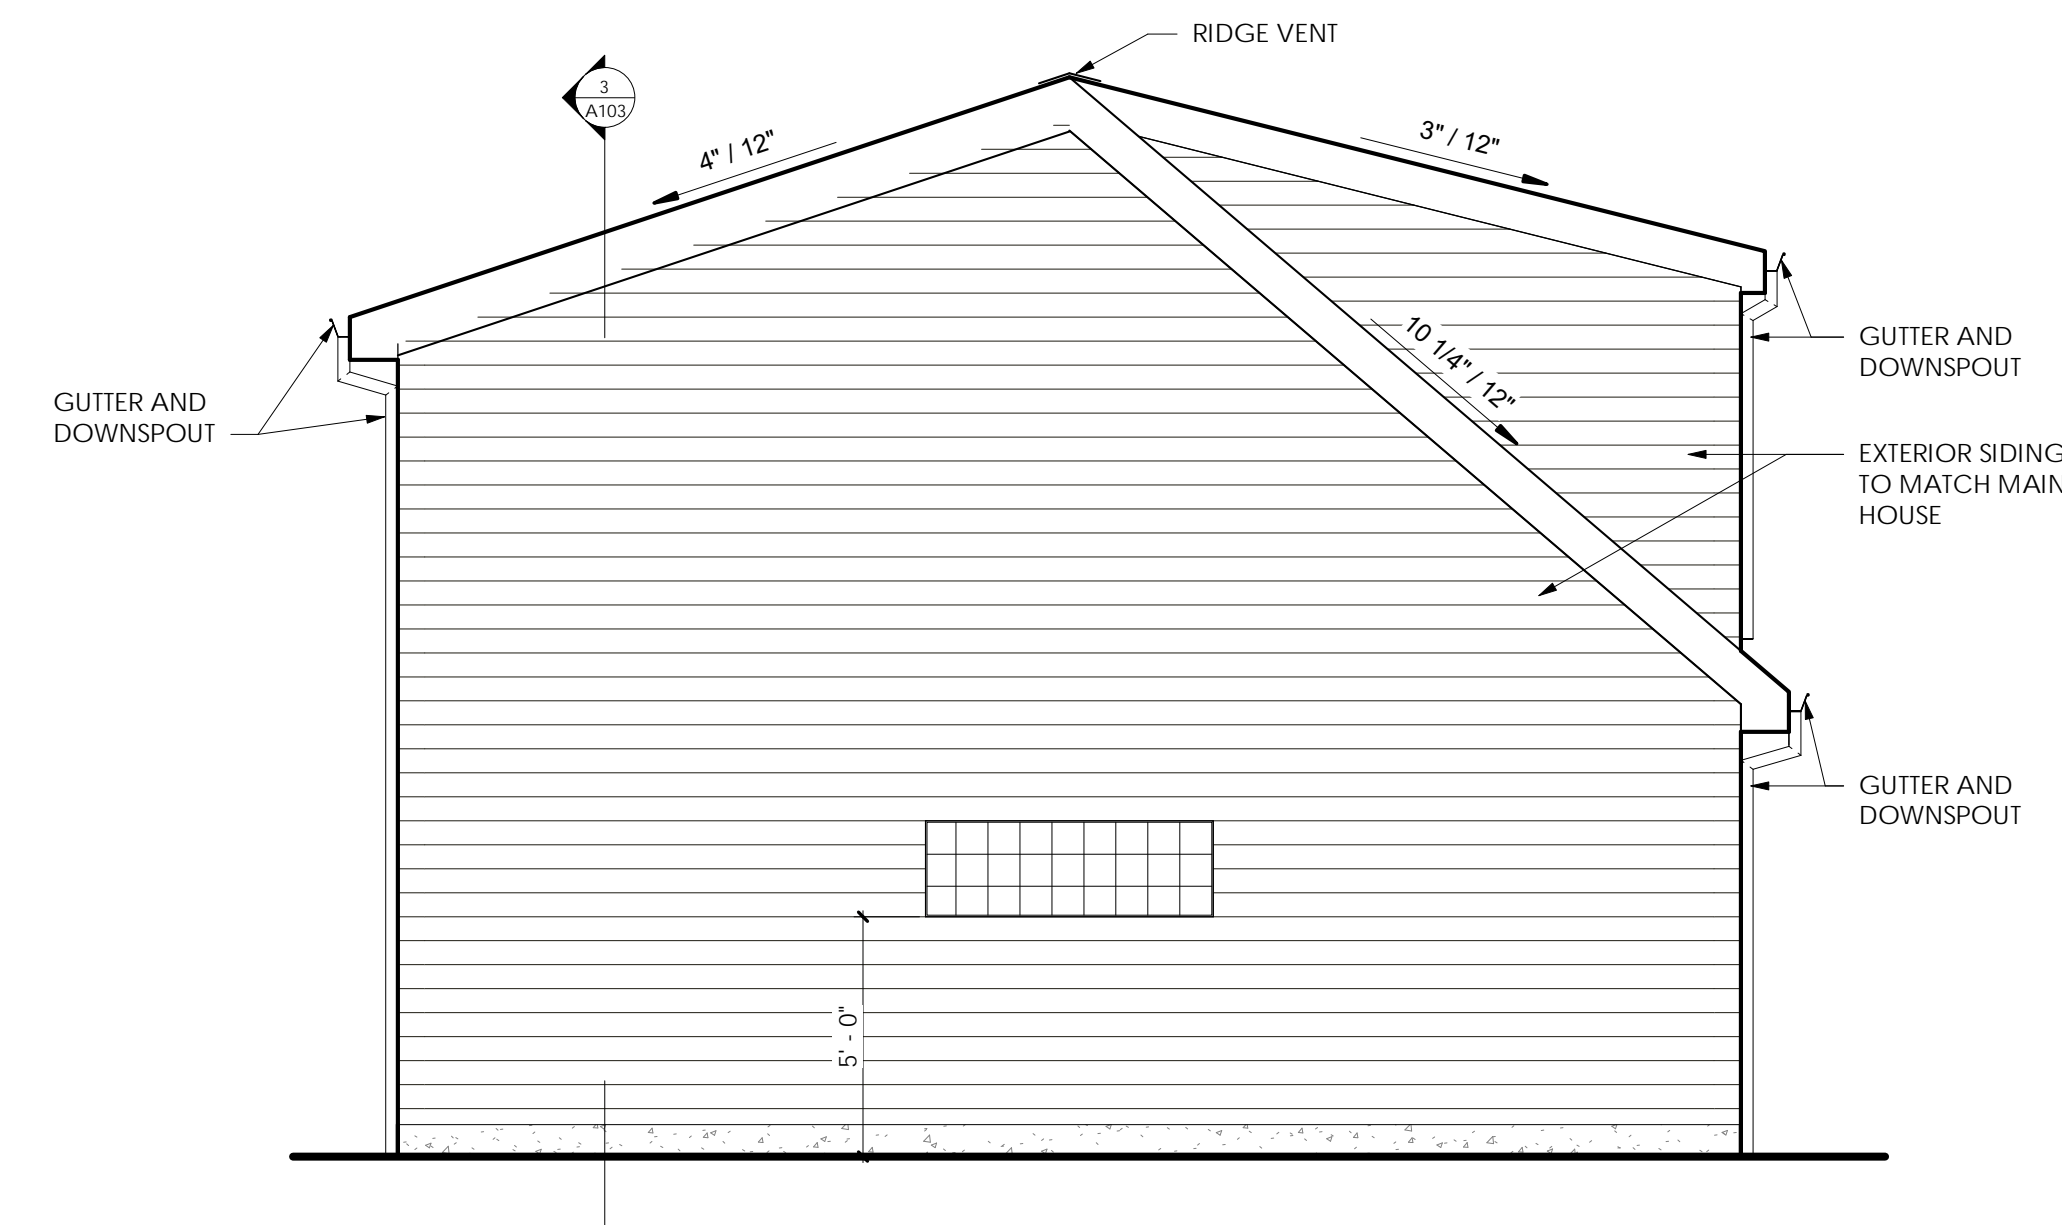 RIDGE VENT
3
A103
4" / 12"
3" / 12"
10 1/4" / 12"
GUTTER AND
DOWNSPOUT
GUTTER AND
DOWNSPOUT
EXTERIOR SIDING
TO MATCH MAIN
HOUSE
GUTTER AND
DOWNSPOUT
5' - 0"